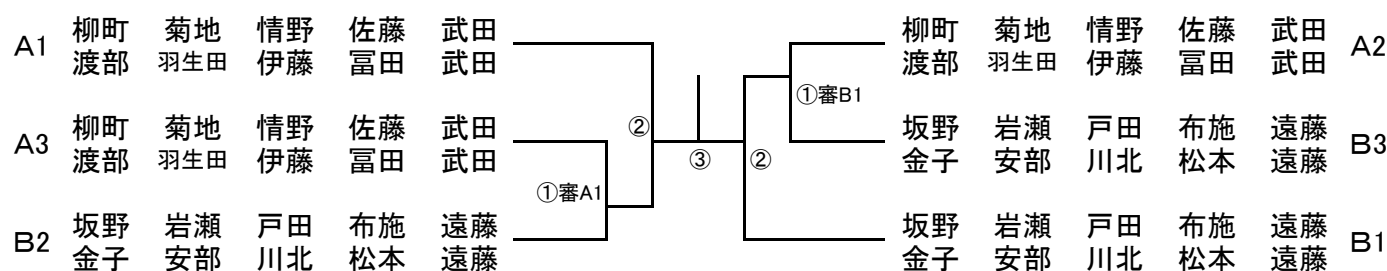 A1 柳町 菊地 情野 佐藤 武田
渡部 羽生田 伊藤 冨田 武田
A3 柳町 菊地 情野 佐藤 武田
渡部 羽生田 伊藤 冨田 武田
B2 坂野 岩瀬 戸田 布施 遠藤
金子 安部 川北 松本 遠藤
②
①審A1
③
②
①審B1
柳町 菊地 情野 佐藤 武田 A2
渡部 羽生田 伊藤 冨田 武田
坂野 岩瀬 戸田 布施 遠藤 B3
金子 安部 川北 松本 遠藤
坂野 岩瀬 戸田 布施 遠藤 B1
金子 安部 川北 松本 遠藤